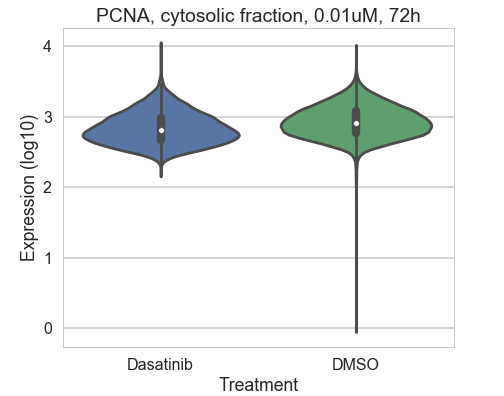 PCNA, cytosolic fraction, 0.01uM, 72h
Expression (log10)
4
3
2
1
0
Dasatinib DMSO
Treatment